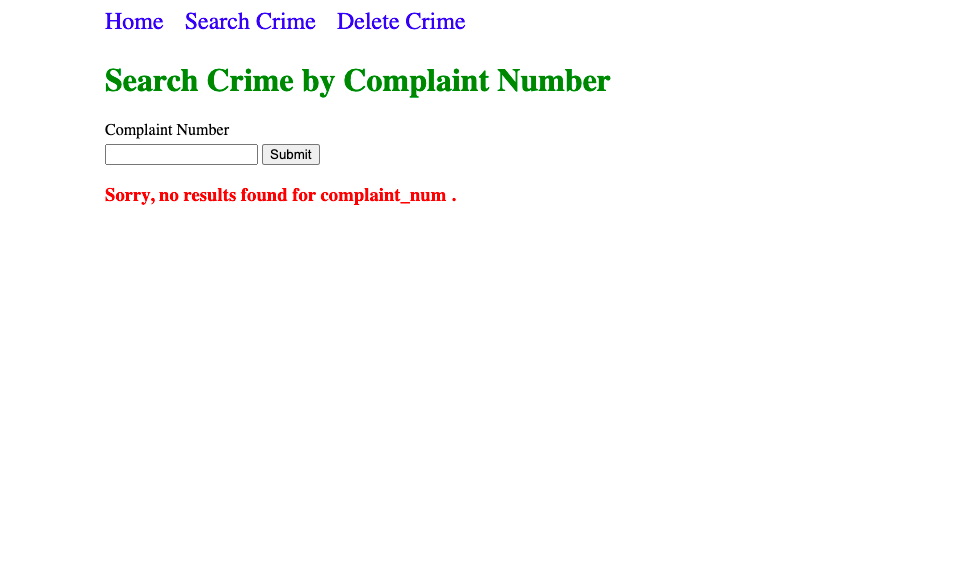 Home Search Crime Delete Crime
Search Crime by Complaint Number
Complaint Number
Submit
Sorry, no results found for complaint_num .